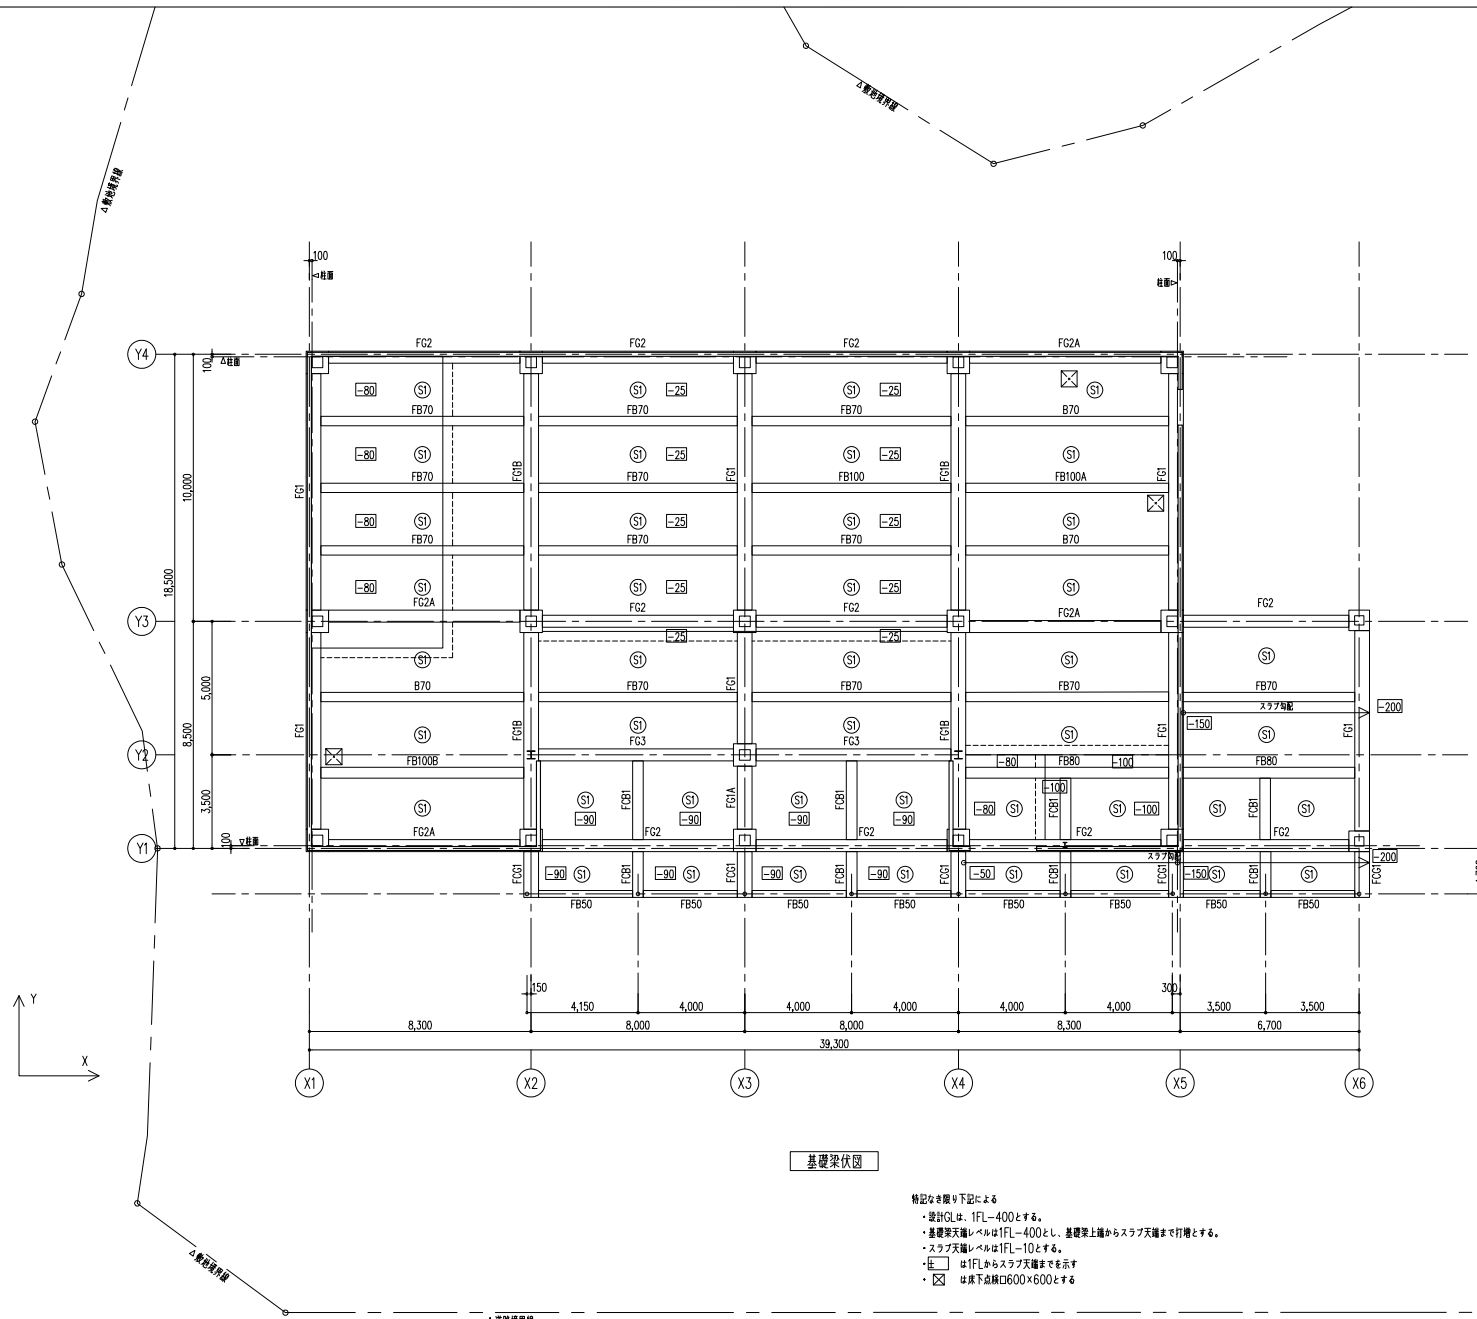 △敷地境界線
△敷地境界線
100
◁柱面
100
柱面▷
FG2
FG2
FG2
FG2A
Y4
100
△柱面
-80
S1
S1
-25
S1
-25
S1
FB70
FB70
FB70
B70
-80
S1
S1
-25
S1
-25
S1
FB70
FB70
FB100
FB100A
FG1
FG1B
FG1
FG1B
FG1
10,000
-80
S1
S1
-25
S1
-25
S1
FB70
FB70
FB70
B70
18,500
-80
S1
S1
-25
S1
-25
S1
FG2A
FG2
FG2
FG2A
FG2
Y3
-25
-25
S1
S1
S1
S1
S1
B70
FB70
FB70
FB70
FB70
5,000
FG1
スラブ勾配
-200
-150
8,500
FG1
FG1B
FG1B
FG1
FG1
S1
S1
S1
S1
S1
FG3
FG3
Y2
FB100B
-80
FB80
-100
FB80
3,500
-100
S1
S1
S1
S1
S1
-80
S1
S1
-100
S1
S1
FCB1
FG1A
FCB1
FCB1
FCB1
-90
-90
-90
-90
FG2A
FG2
FG2
FG2
FG2
100
▽柱面
Y1
スラブ勾配
-200
FCG1
-90
S1
FCB1
-90
S1
FCG1
-90
S1
FCB1
-90
S1
FCG1
-50
S1
FCB1
S1
FCG1
-150
S1
FCB1
S1
FCG1
FB50
FB50
FB50
FB50
FB50
FB50
FB50
FB50
150
300
4,150
4,000
4,000
4,000
4,000
4,000
3,500
3,500
8,300
8,000
8,000
8,300
6,700
39,300
Y
X
X1
X2
X3
X4
X5
X6
基礎梁伏図
特記なき限り下記による
・設計GLは、1FL-400とする。
・基礎梁天端レベルは1FL-400とし、基礎梁上端からスラブ天端まで打増とする。
・スラブ天端レベルは1FL-10とする。
・± は1FLからスラブ天端までを示す
・ は床下点検口600×600とする
△敷地境界線